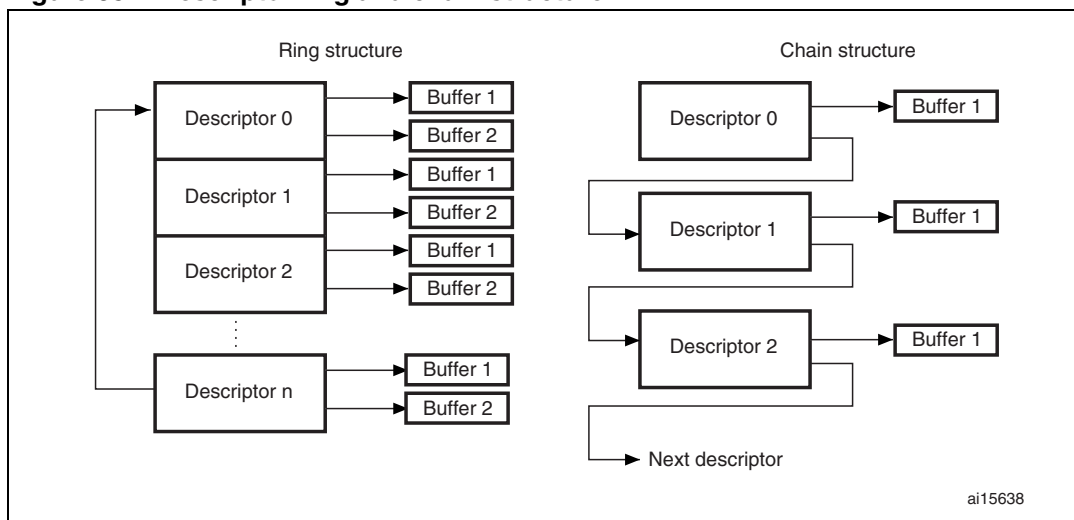 Ring structure
Descriptor 0
Buffer 1
Buffer 2
Descriptor 1
Buffer 1
Buffer 2
Descriptor 2
Buffer 1
Buffer 2
Descriptor n
Buffer 1
Buffer 2
Chain structure
Descriptor 0
Buffer 1
Descriptor 1
Buffer 1
Descriptor 2
Buffer 1
Next descriptor
ai15638